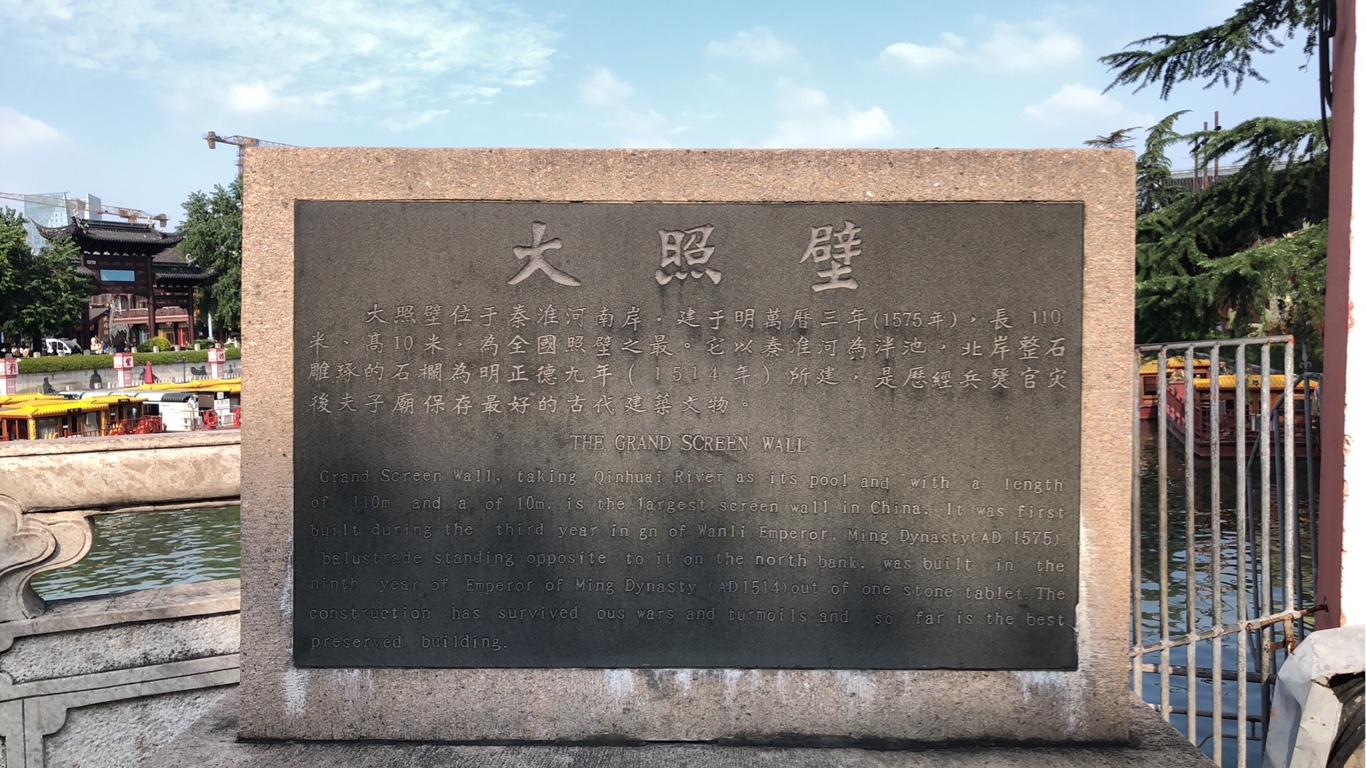 大照壁
大照壁位于秦淮河南岸，建于明萬曆三年(1575年)，長 110
米、髙10米，為全國照壁之最。它以秦淮河為泮池，北岸整石
雕琢的石欄為明正德九年(1514年)所建，是歷經兵燹官灾
後夫子廟保存最好的古代建築文物。
THE GRAND SCREEN WALL
Grand Screen Wall, taking Qinhuai River as its pool and with a length
of 110m and a of 10m, is the largest screen wall in China. It was first
built during the third year in gn of Wanli Emperor, Ming Dynasty(AD 1575)
balustrade standing opposite to it on the north bank, was built in the
ninth year of Emperor of Ming Dynasty (AD1514)out of one stone tablet. The
construction has survived ous wars and turmoils and so far is the best
preserved building.